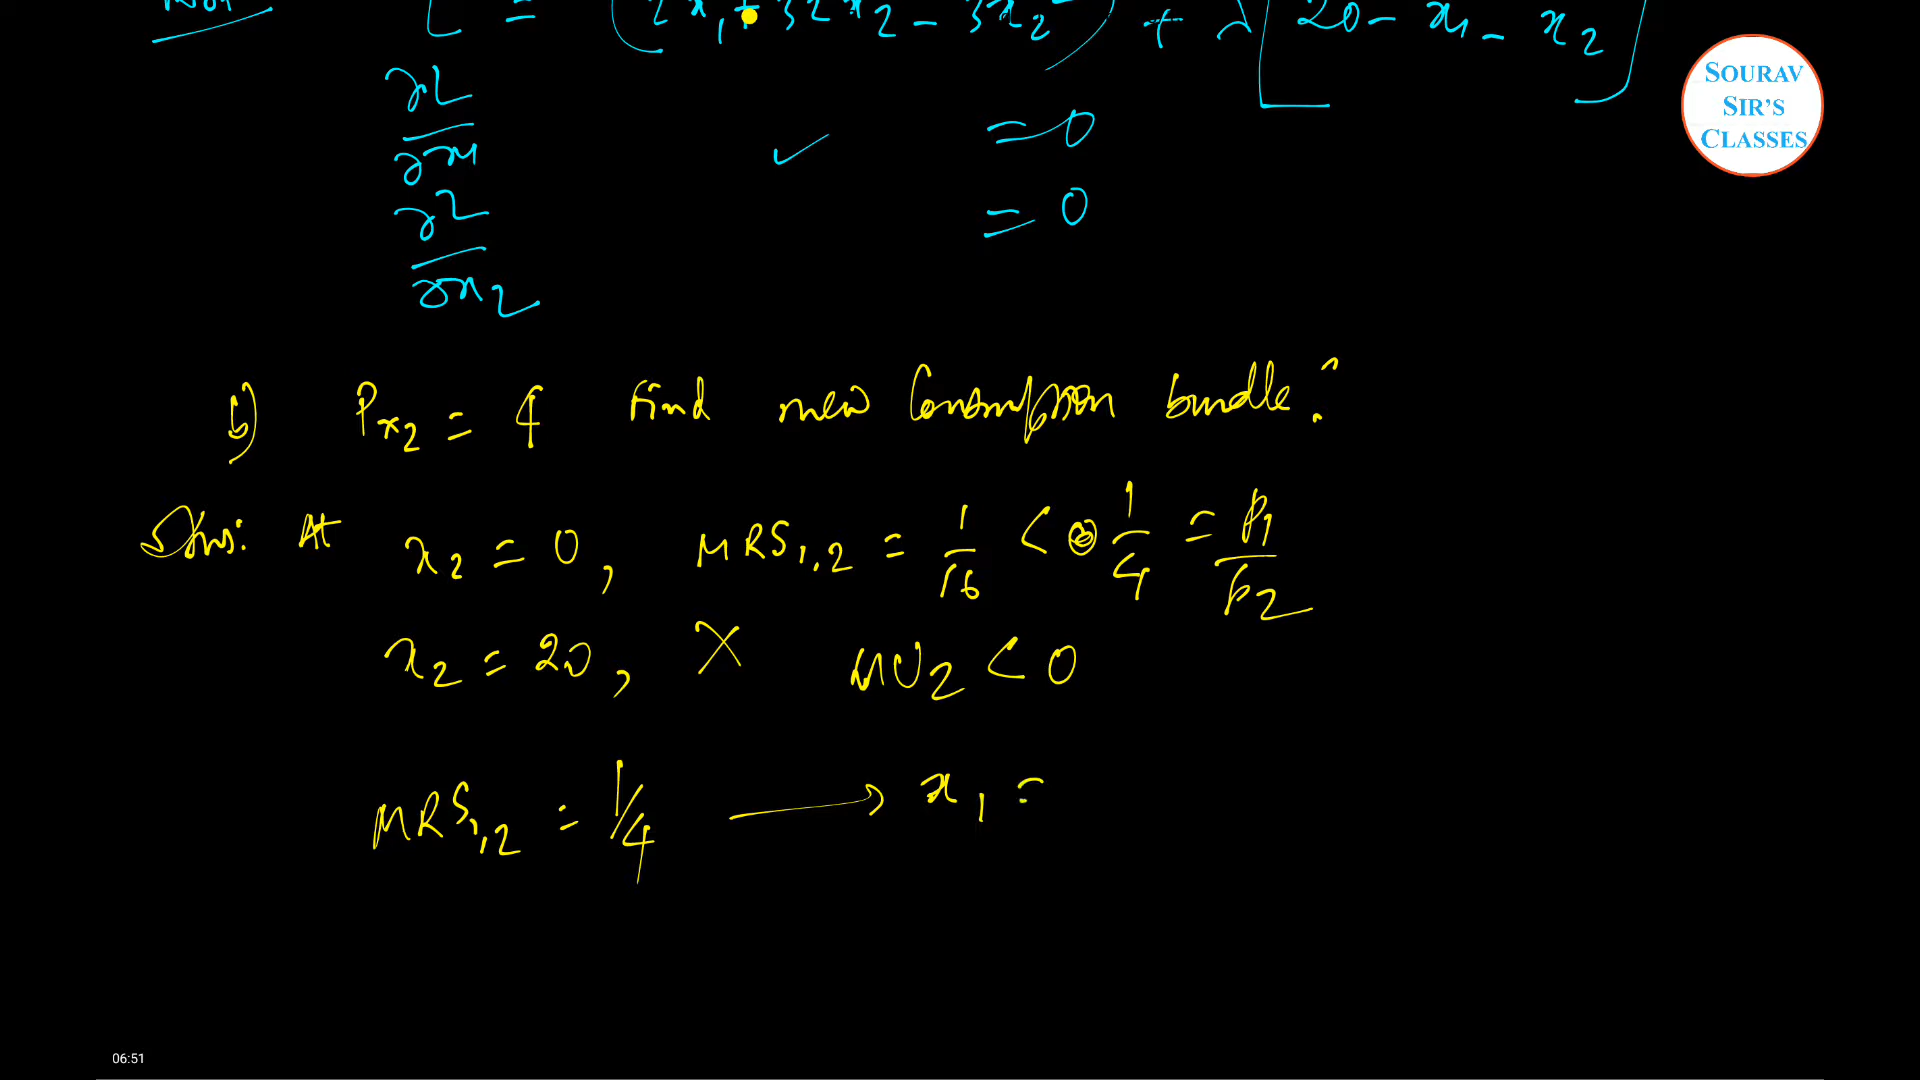 L = (2x₁ + 32x₂ - 3x₂²) + λ[20 - x₁ - x₂]
SOURAV
SIR'S
CLASSES
∂L/∂x₁ ✓ = 0
∂L/∂x₂ = 0
b) Px₂ = 4 Find new Consumption bundle?
Ans: At x₂ = 0, MRS₁,₂ = 1/16 < 1/4 = P₁/P₂
x₂ = 20, X MU₂ < 0
MRS₁,₂ = 1/4 → x₁ =
06:51